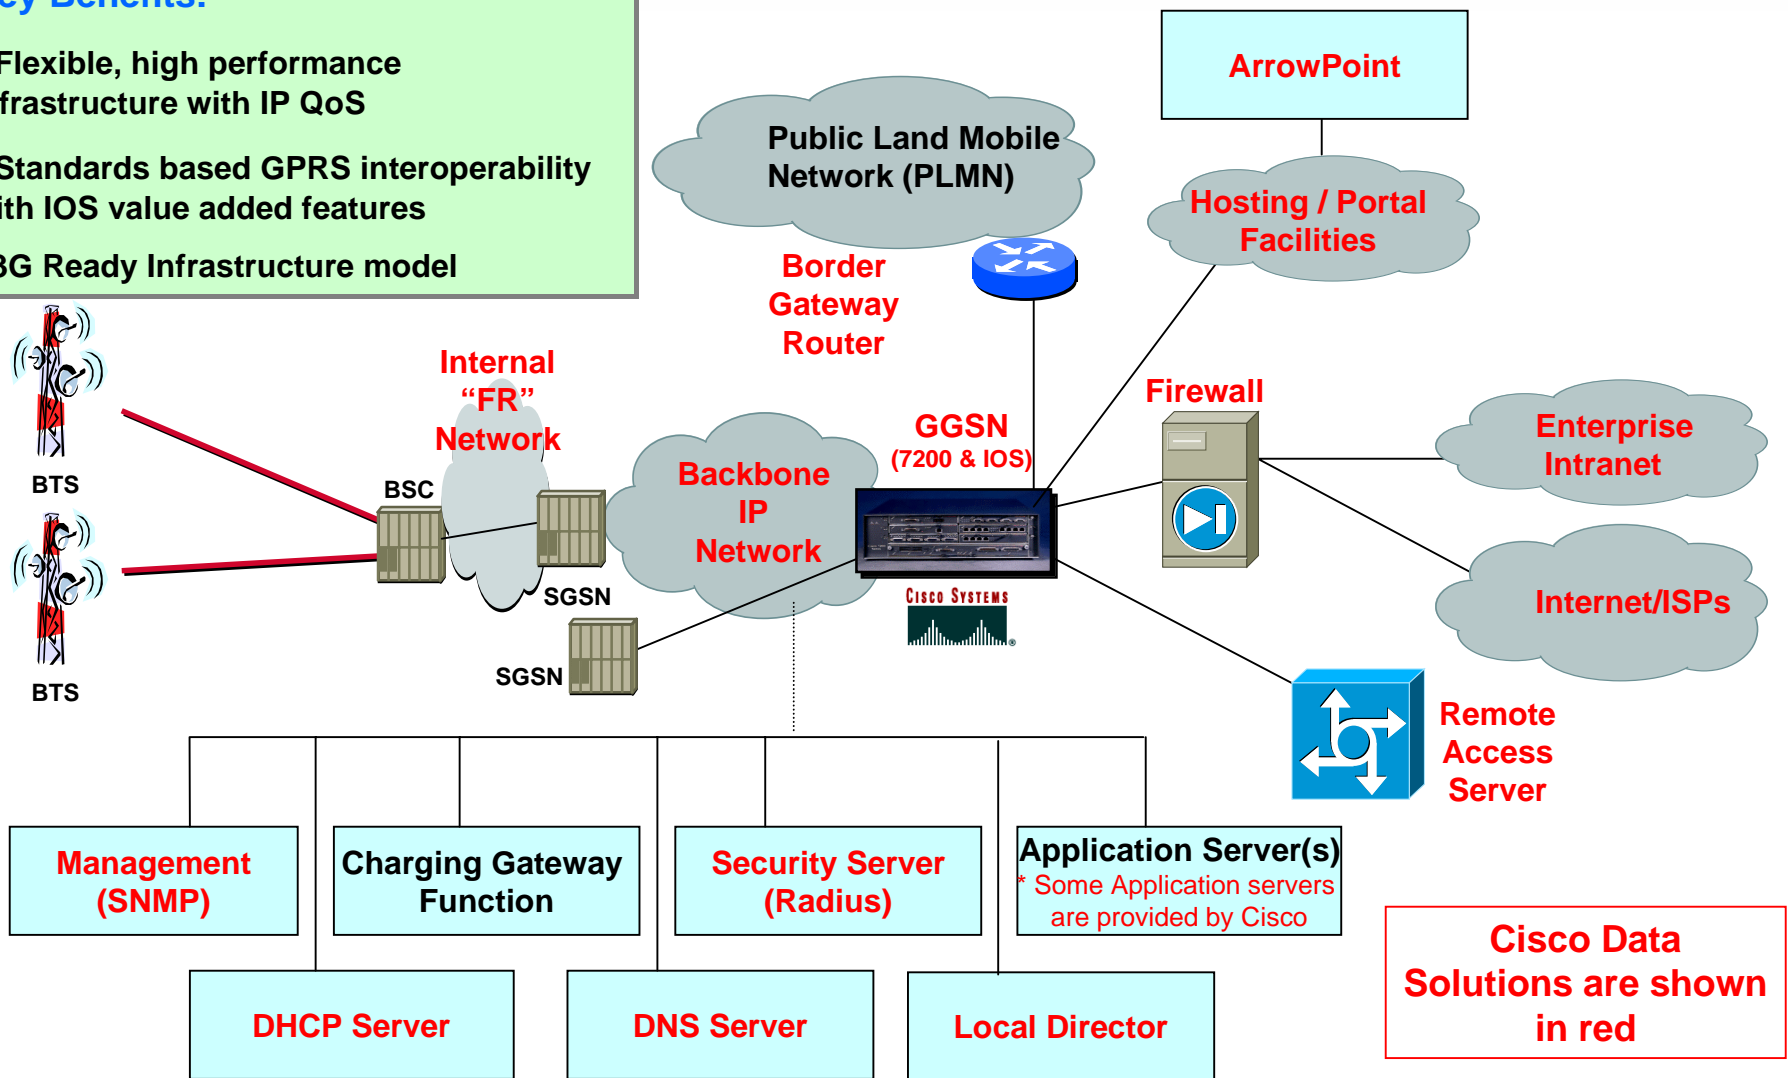 ey Benefits:
Flexible, high performance
frastructure with IP QoS
Standards based GPRS interoperability
ith IOS value added features
3G Ready Infrastructure model
ArrowPoint
Public Land Mobile
Network (PLMN)
Hosting / Portal
Facilities
Border
Gateway
Router
Internal
“FR”
Network
Firewall
GGSN
(7200 & IOS)
Enterprise
Intranet
BTS
BSC
Backbone
IP
Network
SGSN
CISCO SYSTEMS
®
Internet/ISPs
SGSN
BTS
Remote
Access
Server
Management
(SNMP)
Charging Gateway
Function
Security Server
(Radius)
Application Server(s)
* Some Application servers
are provided by Cisco
DHCP Server
DNS Server
Local Director
Cisco Data
Solutions are shown
in red